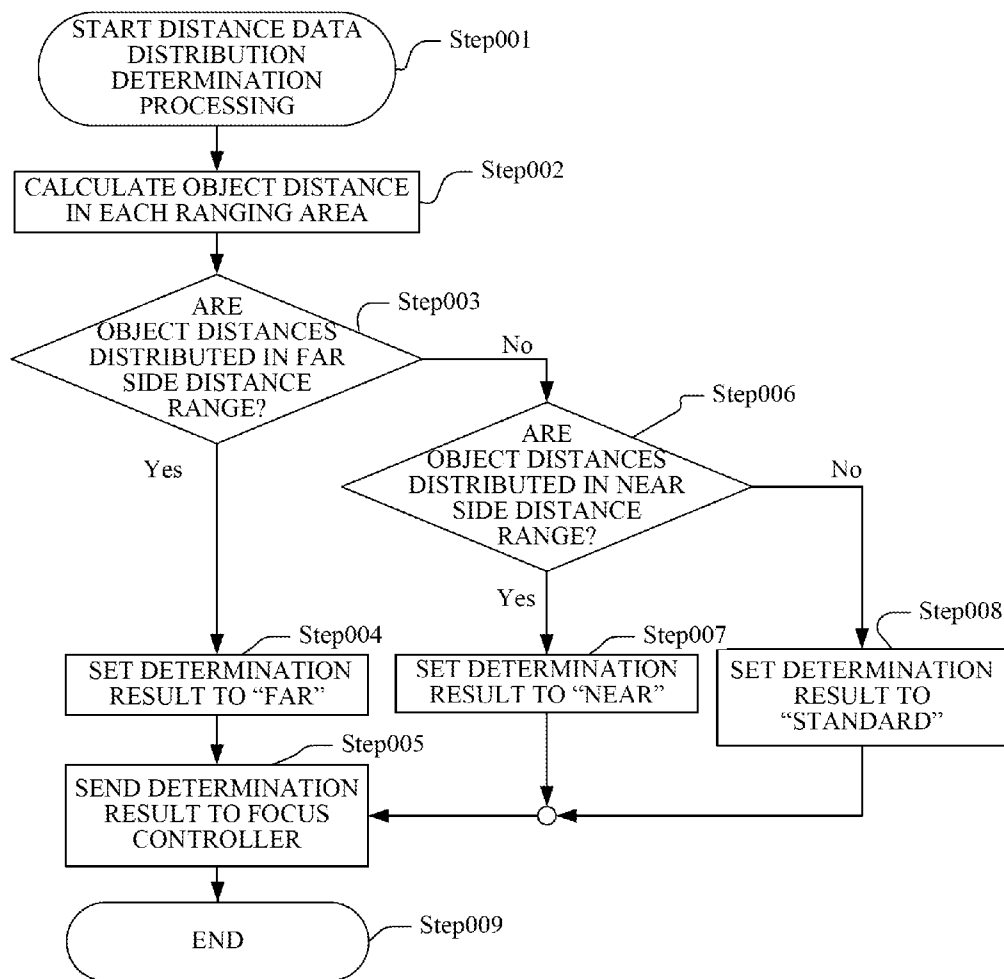 START DISTANCE DATA
DISTRIBUTION
DETERMINATION
PROCESSING
Step001
CALCULATE OBJECT DISTANCE
IN EACH RANGING AREA
Step002
ARE
OBJECT DISTANCES
DISTRIBUTED IN FAR
SIDE DISTANCE
RANGE?
Step003
No
Yes
ARE
OBJECT DISTANCES
DISTRIBUTED IN NEAR
SIDE DISTANCE
RANGE?
Step006
No
Yes
SET DETERMINATION
RESULT TO “FAR”
Step004
SET DETERMINATION
RESULT TO “NEAR”
Step007
SET DETERMINATION
RESULT TO
“STANDARD”
Step008
SEND DETERMINATION
RESULT TO FOCUS
CONTROLLER
Step005
END
Step009